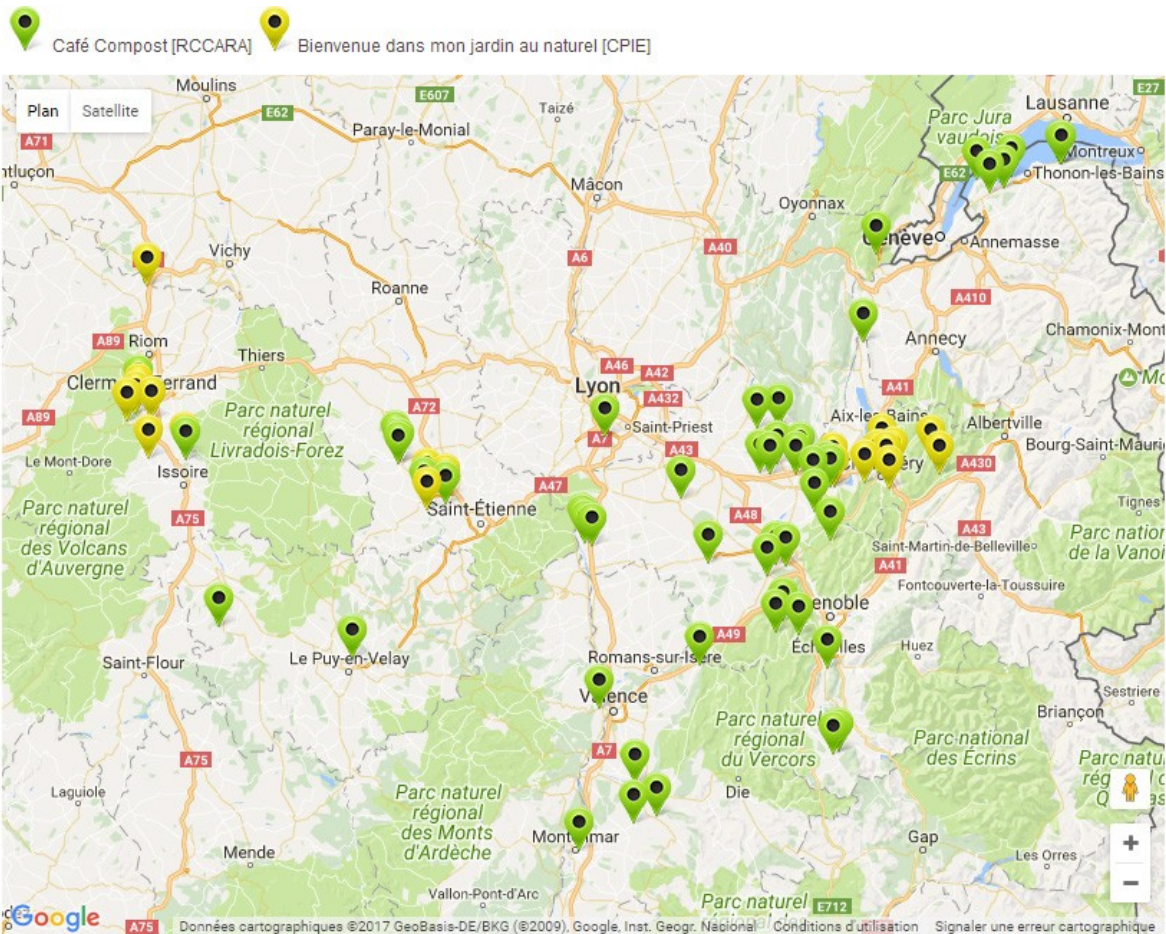 Café Compost [RCCARA] Bienvenue dans mon jardin au naturel [CPIE]
Plan Satellite
Moulins
E607
E62
Taizé
E27
Lausanne
Parc Jura
vaudois
A71
Paray-le-Monial
Montreux
ntluçon
E62
Thonon-les-Bains
Mâcon
Oyonnax
Genève
Annemasse
Vichy
A40
A6
Roanne
A410
Chamonix-Mont
A89
Riom
Annecy
Thiers
A46
A42
Lyon
A41
A432
A89
Parc naturel
régional
Livradois-Forez
A72
Aix-les-Bains
Albertville
Saint-Priest
A7
A43
Bourg-Saint-Mauri
Le Mont-Dore
Issoire
A430
A47
Saint-Étienne
Tignes
Parc naturel
régional
des Volcans
d'Auvergne
A75
A48
A43
Parc nation
de la Vanoi
Saint-Martin-de-Belleville
A41
Fontcouverte-la-Toussuire
A49
Saint-Flour
Le Puy-en-Velay
Romans-sur-Isère
Huez
Valence
Sestriere
Briançon
Parc naturel
régional
du Vercors
Parc national
des Écrins
A7
A75
Parc natu
Laguiole
Parc naturel
régional
des Monts
d'Ardèche
Die
Gap
Mende
Les Orres
Vallon-Pont-d'Arc
Parc naturel
E712
Google
A75
Données cartographiques ©2017 GeoBasis-DE/BKG (©2009), Google, Inst. Geogr. Nacional Conditions d'utilisation Signaler une erreur cartographique